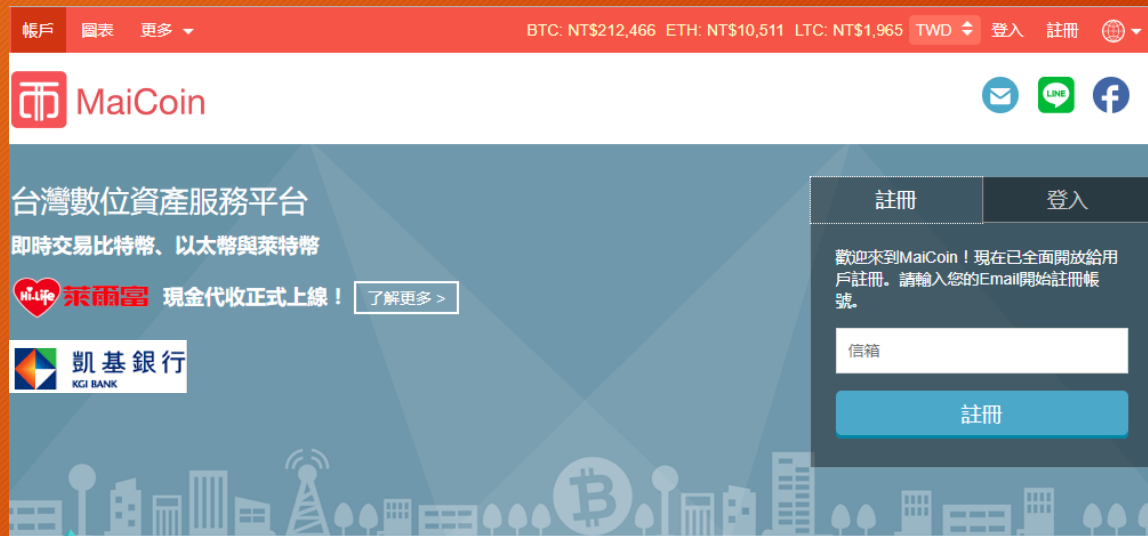 帳戶 圖表 更多 BTC: NT$212,466 ETH: NT$10,511 LTC: NT$1,965 TWD 登入 註冊
MaiCoin
LINE
台灣數位資產服務平台
即時交易比特幣、以太幣與萊特幣
Hi-Life 萊爾富 現金代收正式上線！ 了解更多 >
凱基銀行
KGI BANK
註冊 登入
歡迎來到MaiCoin！現在已全面開放給用
戶註冊。請輸入您的Email開始註冊帳
號。
信箱
註冊